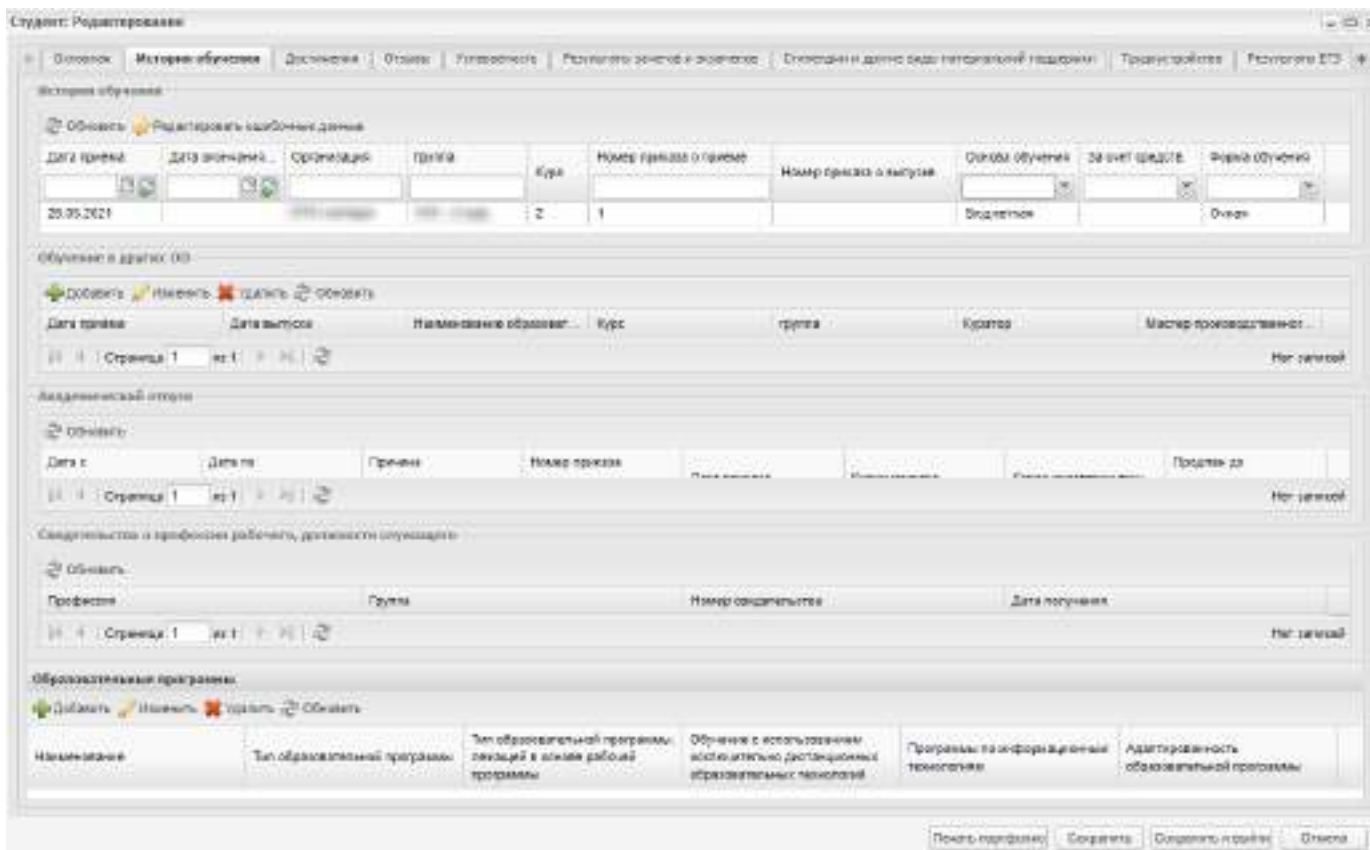 Студент: Редактирование
Основное История обучения Достижения Отзывы Успеваемость Результаты зачетов и экзаменов Стипендии и другие виды материальной поддержки Трудоустройство Результаты ЕГЭ
История обучения
Обновить Редактировать ошибочные данные
Дата приема Дата окончания... Организация Группа Курс Номер приказа о приеме Номер приказа о выпуске Основа обучения За счет средств Форма обучения
2 1 Бюджетная Очная
Обучение в других ОО
Добавить Изменить Удалить Обновить
Дата приема Дата выпуска Наименование образоват... Курс Группа Куратор Мастер производственног...
Страница 1 из 1 Нет записей
Академический отпуск
Обновить
Дата с Дата по Причина Номер приказа Продлен до
Страница 1 из 1 Нет записей
Свидетельства о профессии рабочего, должности служащего
Обновить
Профессия Группа Номер свидетельства Дата получения
Страница 1 из 1 Нет записей
Образовательные программы
Добавить Изменить Удалить Обновить
Наименование Тип образовательной программы Тип образовательной программы, лежащей в основе рабочей программы Обучение с использованием исключительно дистанционных образовательных технологий Программы по информационным технологиям Адаптированность образовательной программы
Печать портфолио Сохранить Сохранить и выйти Отмена